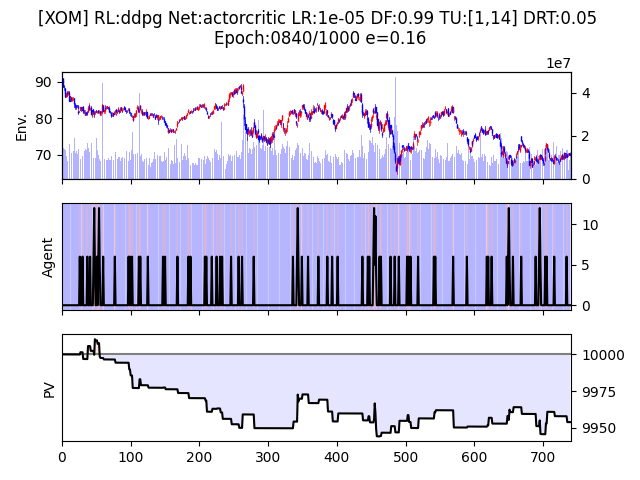 [XOM] RL:ddpg Net:actorcritic LR:1e-05 DF:0.99 TU:[1,14] DRT:0.05
Epoch:0840/1000 e=0.16
1e7
90
80
70
Env.
4
2
0
Agent
10
5
0
PV
10000
9975
9950
0 100 200 300 400 500 600 700